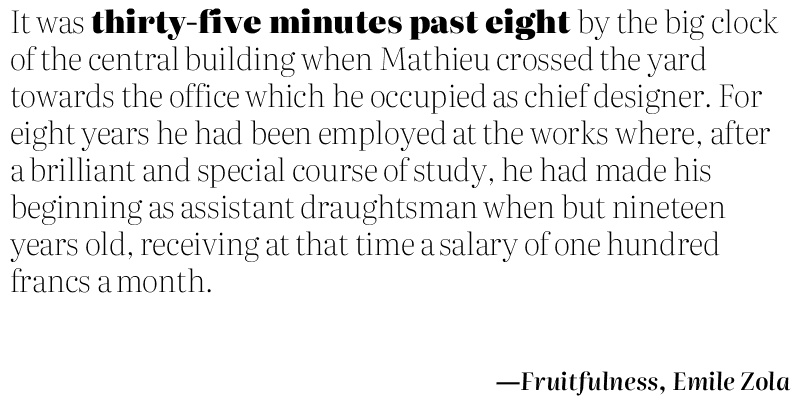 It was thirty-five minutes past eight by the big clock
of the central building when Mathieu crossed the yard
towards the office which he occupied as chief designer. For
eight years he had been employed at the works where, after
a brilliant and special course of study, he had made his
beginning as assistant draughtsman when but nineteen
years old, receiving at that time a salary of one hundred
francs a month.
—Fruitfulness, Emile Zola